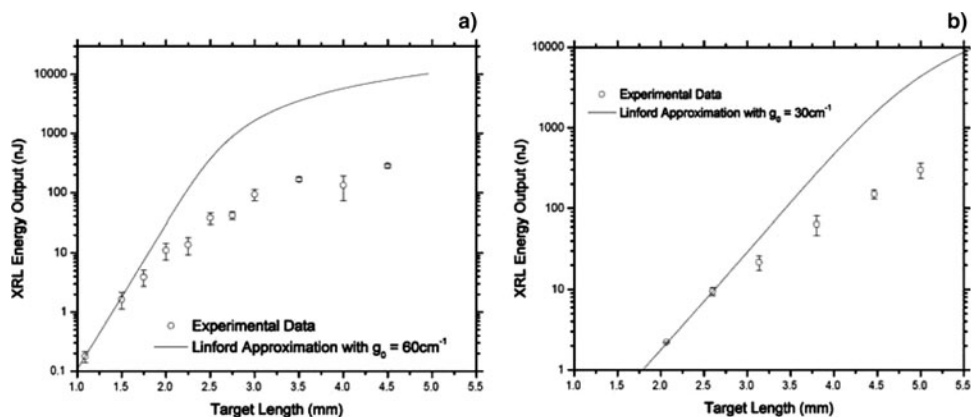 a)
XRL Energy Output (nJ)
10000
1000
100
10
1
0.1
Experimental Data
Linford Approximation with g₀ = 60cm⁻¹
1.0 1.5 2.0 2.5 3.0 3.5 4.0 4.5 5.0 5.5
Target Length (mm)
b)
XRL Energy Output (nJ)
10000
1000
100
10
1
Experimental Data
Linford Approximation with g₀ = 30cm⁻¹
1.0 1.5 2.0 2.5 3.0 3.5 4.0 4.5 5.0 5.5
Target Length (mm)